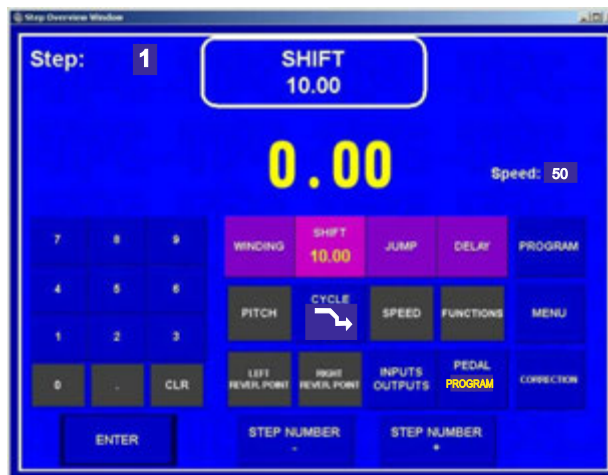 Step Overview Window
Step: 1
SHIFT
10.00
0.00
Speed: 50
7 8 9
WINDING
SHIFT
10.00
JUMP
DELAY
PROGRAM
4 5 6
PITCH
CYCLE
SPEED
FUNCTIONS
MENU
1 2 3
0 . CLR
LEFT
REVER. POINT
RIGHT
REVER. POINT
INPUTS
OUTPUTS
PEDAL
PROGRAM
CORRECTION
ENTER
STEP NUMBER
-
STEP NUMBER
+